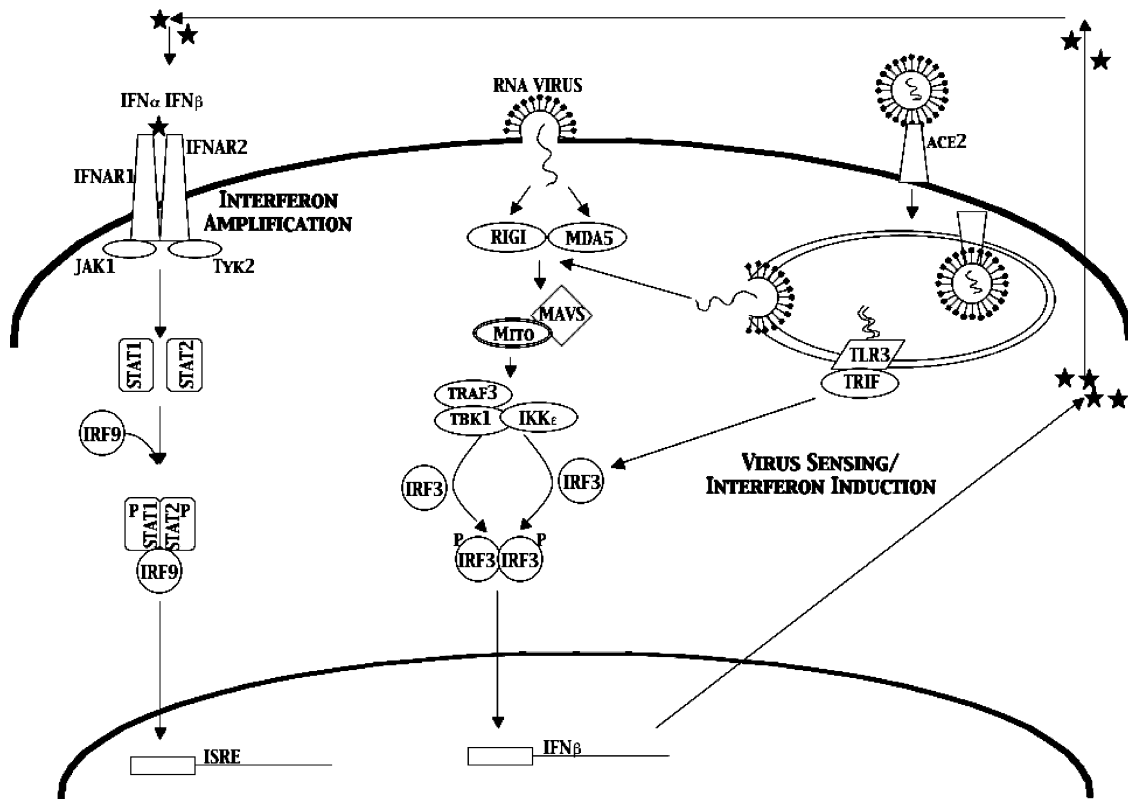 IFNα IFNβ
IFNAR2
IFNAR1
INTERFERON
AMPLIFICATION
JAK1
TYK2
STAT1
STAT2
IRF9
P
STAT1
STAT2
P
IRF9
ISRE
RNA VIRUS
RIGI
MDA5
MAVS
MITO
TRAF3
TBK1
IKKε
IRF3
IRF3
P
P
IRF3
IRF3
IFNβ
ACE2
TLR3
TRIF
VIRUS SENSING/
INTERFERON INDUCTION